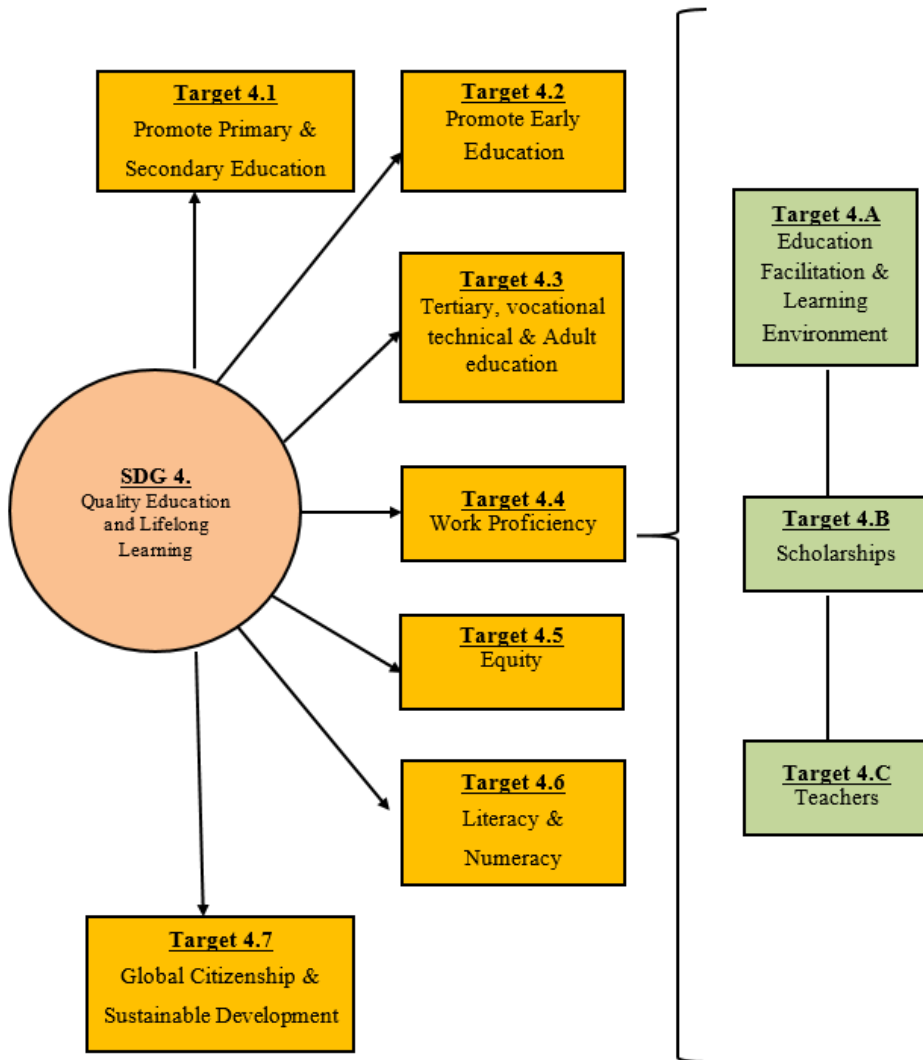 Target 4.1
Promote Primary &
Secondary Education
Target 4.2
Promote Early
Education
Target 4.3
Tertiary, vocational
technical & Adult
education
SDG 4.
Quality Education
and Lifelong
Learning
Target 4.4
Work Proficiency
Target 4.5
Equity
Target 4.6
Literacy &
Numeracy
Target 4.7
Global Citizenship &
Sustainable Development
Target 4.A
Education
Facilitation &
Learning
Environment
Target 4.B
Scholarships
Target 4.C
Teachers